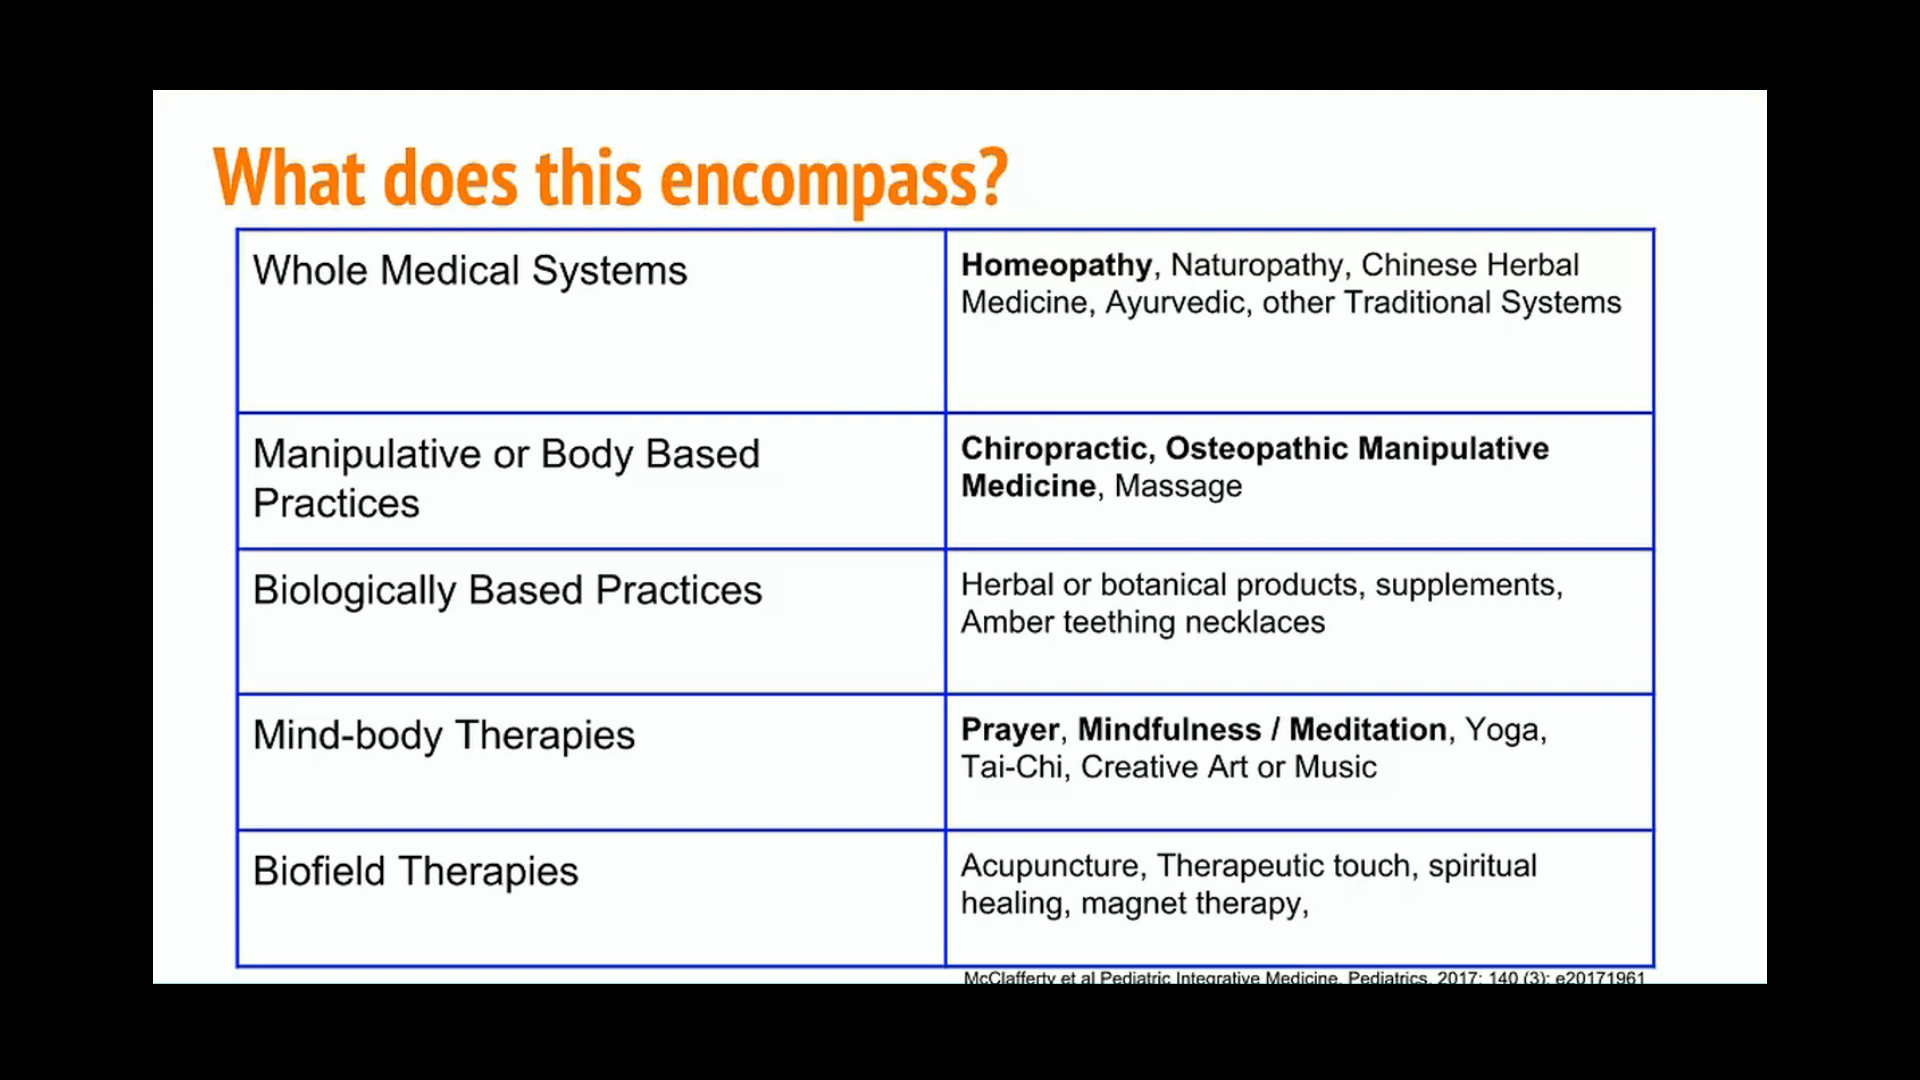 What does this encompass?
Whole Medical Systems
Homeopathy, Naturopathy, Chinese Herbal
Medicine, Ayurvedic, other Traditional Systems
Manipulative or Body Based
Practices
Chiropractic, Osteopathic Manipulative
Medicine, Massage
Biologically Based Practices
Herbal or botanical products, supplements,
Amber teething necklaces
Mind-body Therapies
Prayer, Mindfulness / Meditation, Yoga,
Tai-Chi, Creative Art or Music
Biofield Therapies
Acupuncture, Therapeutic touch, spiritual
healing, magnet therapy,
McClafferty et al Pediatric Integrative Medicine. Pediatrics. 2017; 140 (3): e20171961